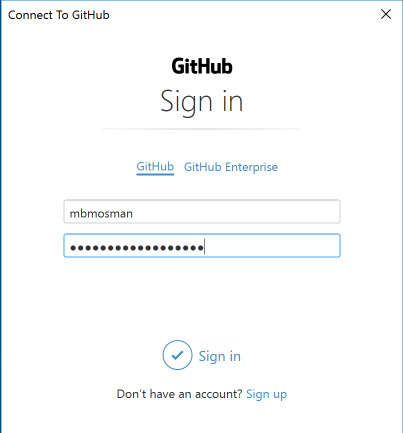 Connect To GitHub
GitHub
Sign in
GitHub GitHub Enterprise
mbmosman
●●●●●●●●●●●●●●●●●●
Sign in
Don't have an account? Sign up